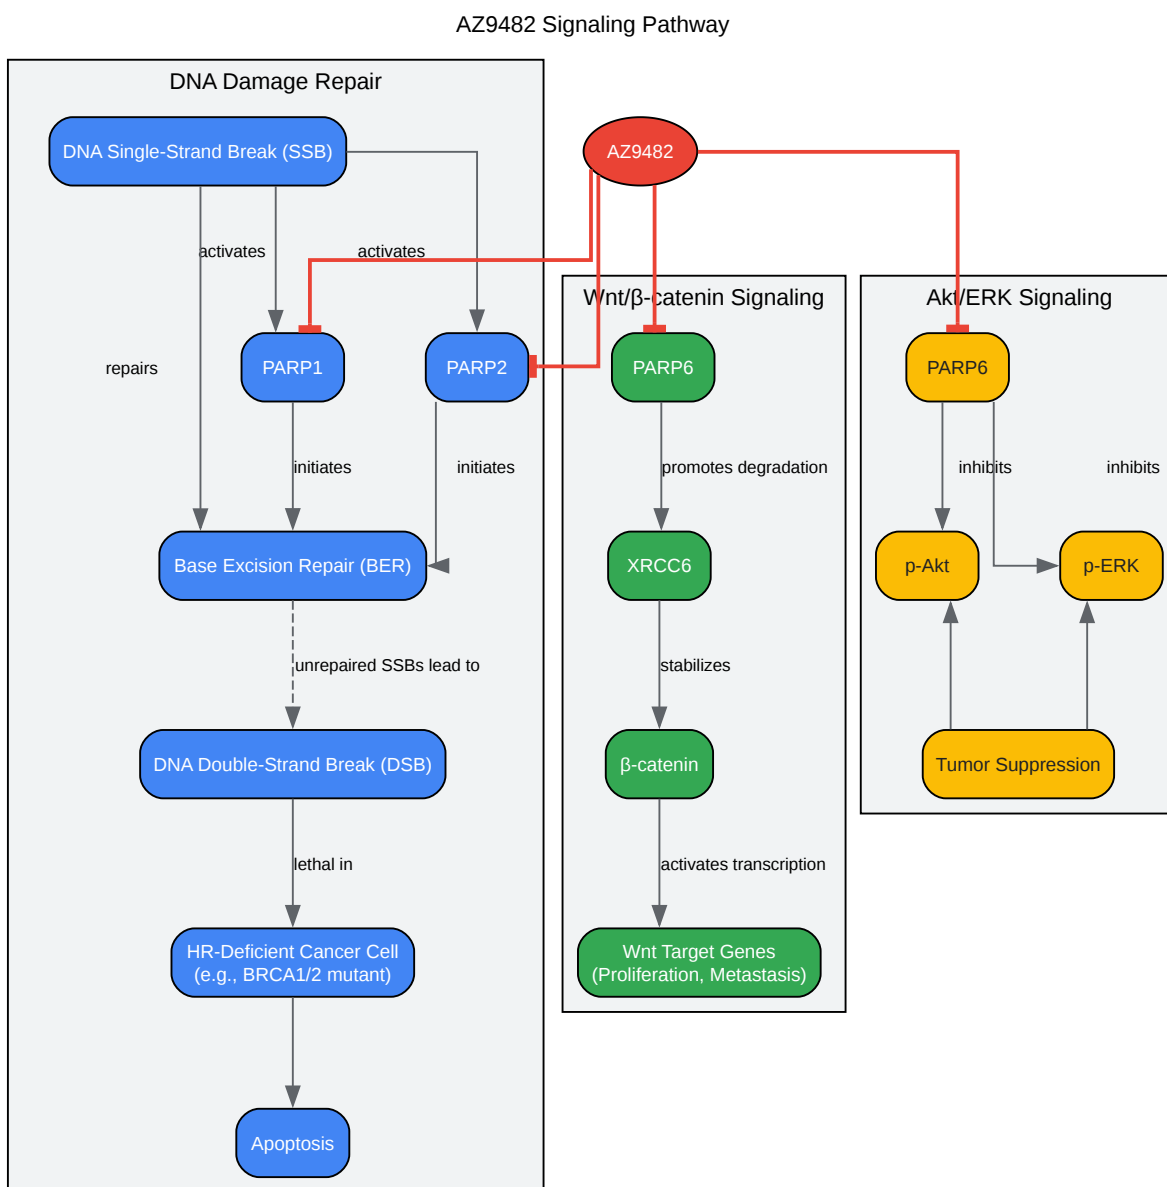 AZ9482 Signaling Pathway
DNA Damage Repair
DNA Single-Strand Break (SSB)
AZ9482
activates
activates
Wnt/β-catenin Signaling
Akt/ERK Signaling
repairs
PARP1
PARP2
PARP6
PARP6
initiates
initiates
promotes degradation
inhibits
inhibits
Base Excision Repair (BER)
XRCC6
p-Akt
p-ERK
unrepaired SSBs lead to
stabilizes
DNA Double-Strand Break (DSB)
β-catenin
Tumor Suppression
lethal in
activates transcription
HR-Deficient Cancer Cell
(e.g., BRCA1/2 mutant)
Wnt Target Genes
(Proliferation, Metastasis)
Apoptosis